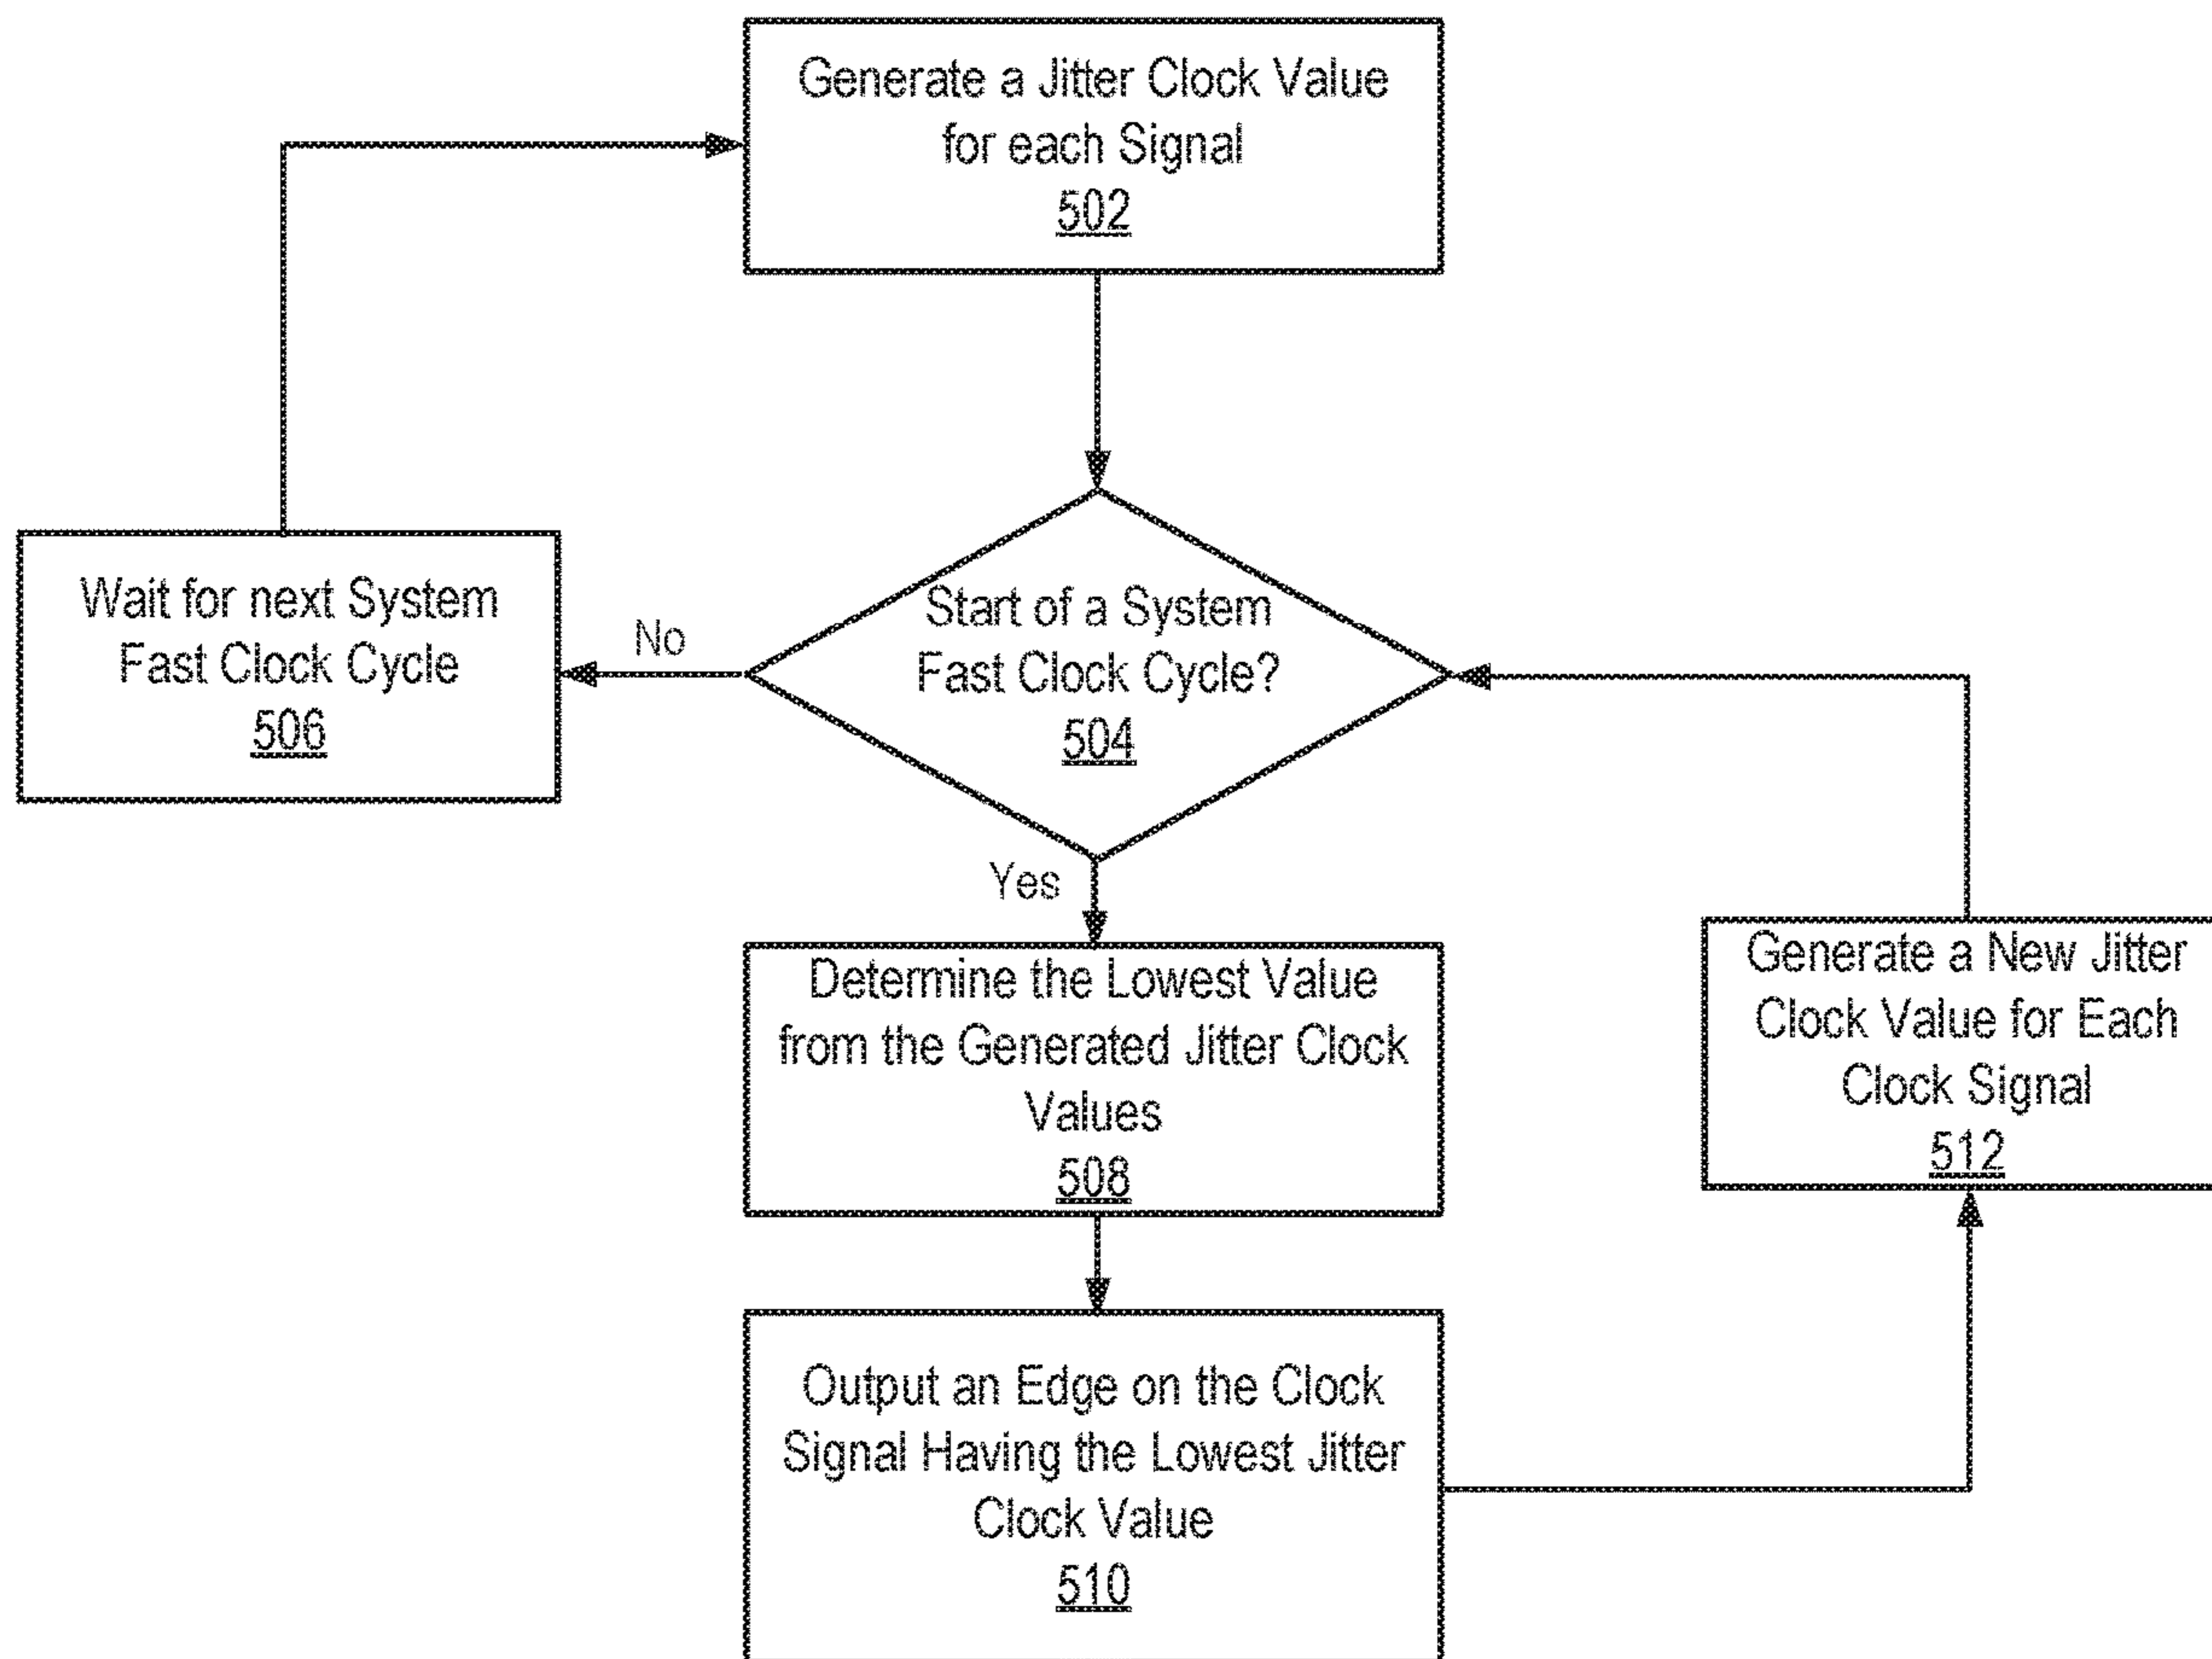 Generate a Jitter Clock Value
for each Signal
502
Wait for next System
Fast Clock Cycle
506
No
Start of a System
Fast Clock Cycle?
504
Yes
Determine the Lowest Value
from the Generated Jitter Clock
Values
508
Generate a New Jitter
Clock Value for Each
Clock Signal
512
Output an Edge on the Clock
Signal Having the Lowest Jitter
Clock Value
510